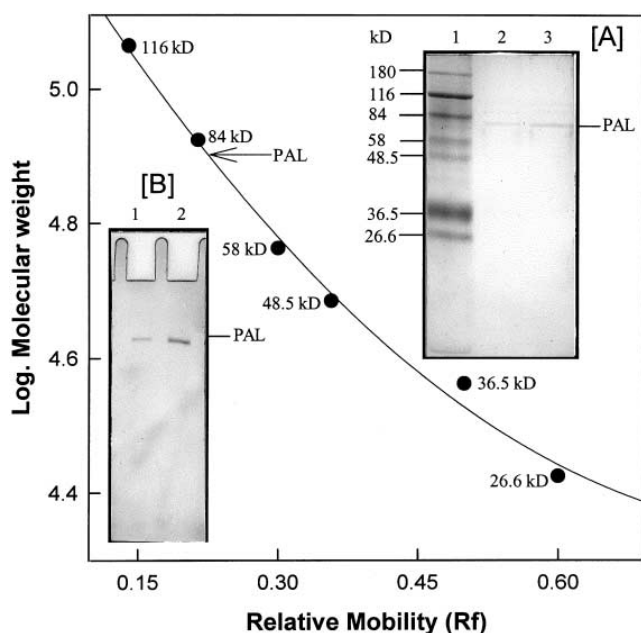 kD 1 2 3 [A]
180
116
84
58
48.5
36.5
26.6
PAL
116 kD
84 kD
PAL
[B]
1 2
PAL
58 kD
48.5 kD
36.5 kD
26.6 kD
5.0
4.8
4.6
4.4
Log. Molecular weight
0.15 0.30 0.45 0.60
Relative Mobility (Rf)